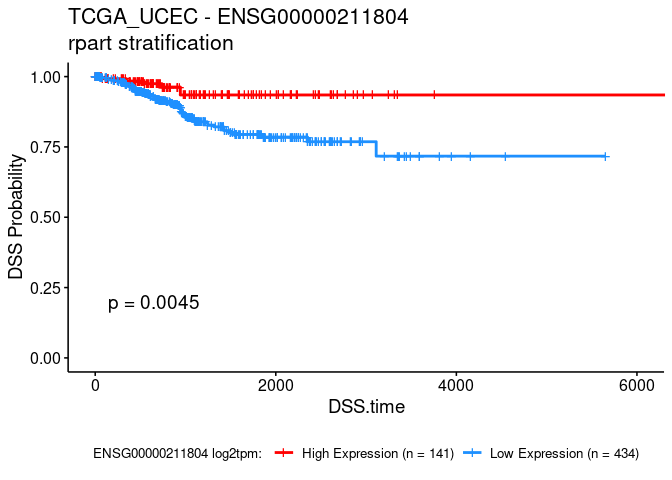 TCGA_UCEC - ENSG00000211804
rpart stratification
1.00
0.75
0.50
0.25
0.00
DSS Probability
p = 0.0045
0
2000
4000
6000
DSS.time
ENSG00000211804 log2tpm: High Expression (n = 141) Low Expression (n = 434)